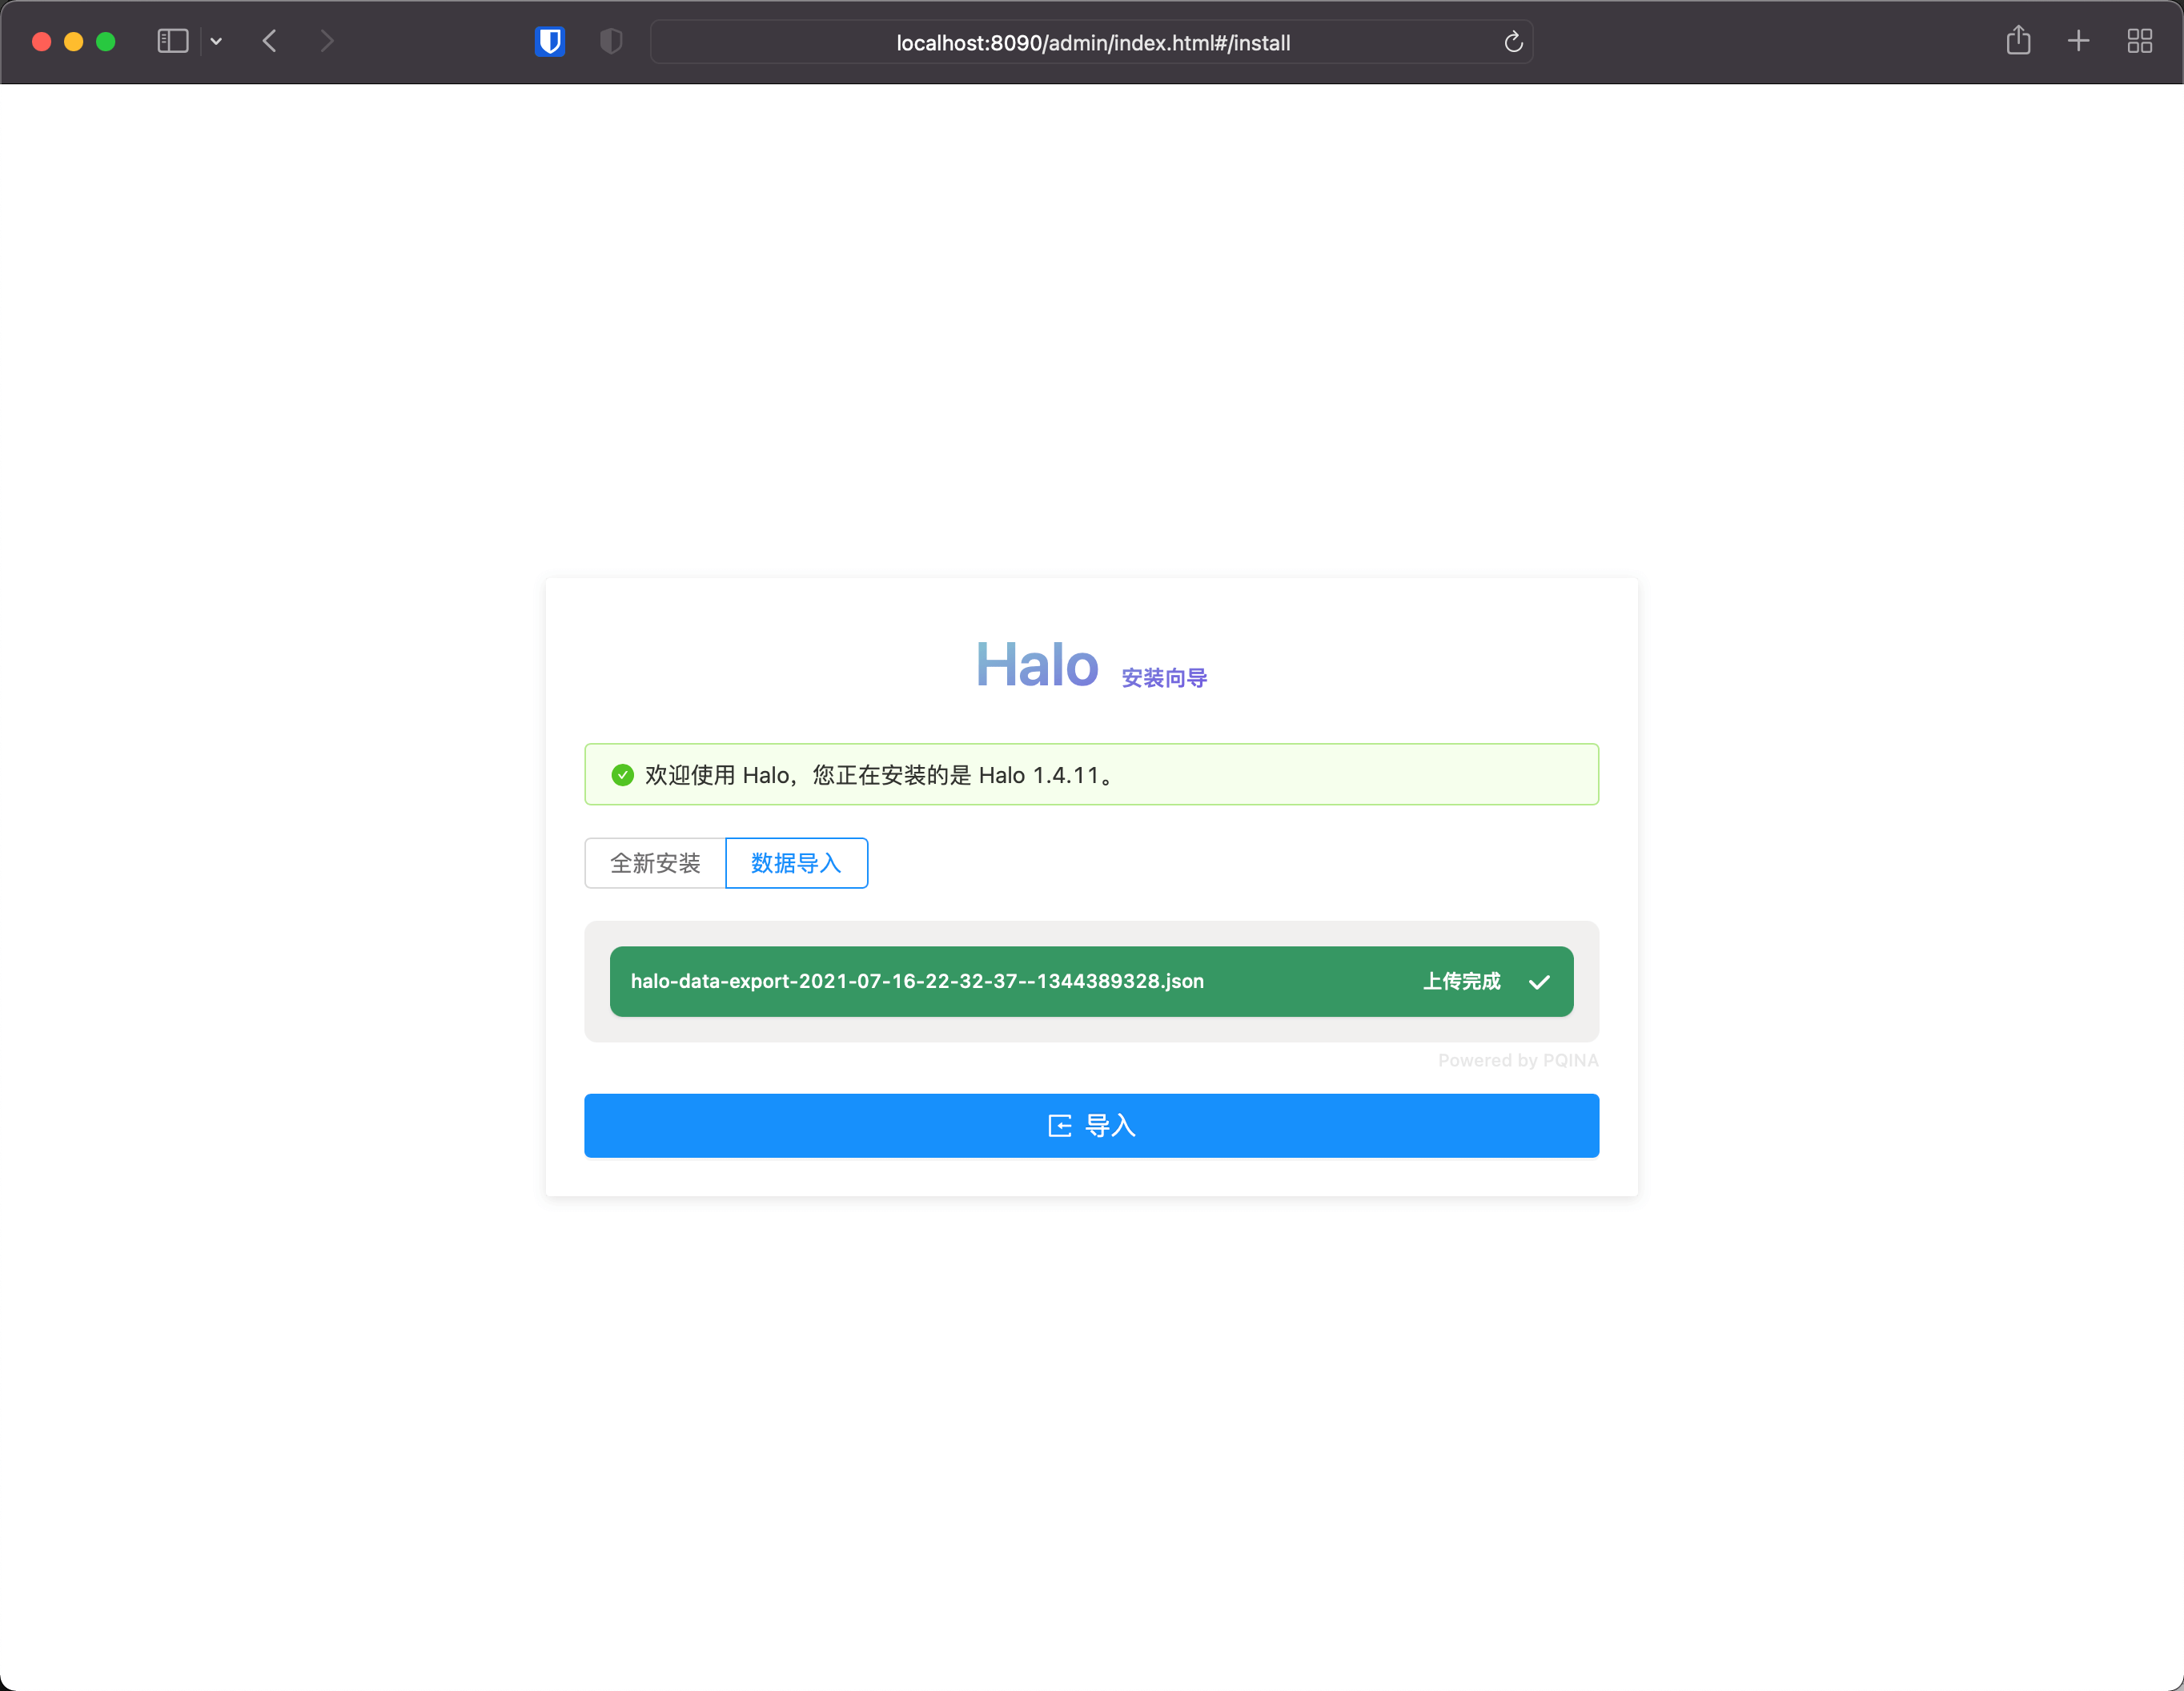 localhost:8090/admin/index.html#/install
Halo 安装向导
欢迎使用 Halo，您正在安装的是 Halo 1.4.11。
全新安装 数据导入
halo-data-export-2021-07-16-22-32-37--1344389328.json 上传完成
Powered by PQINA
导入